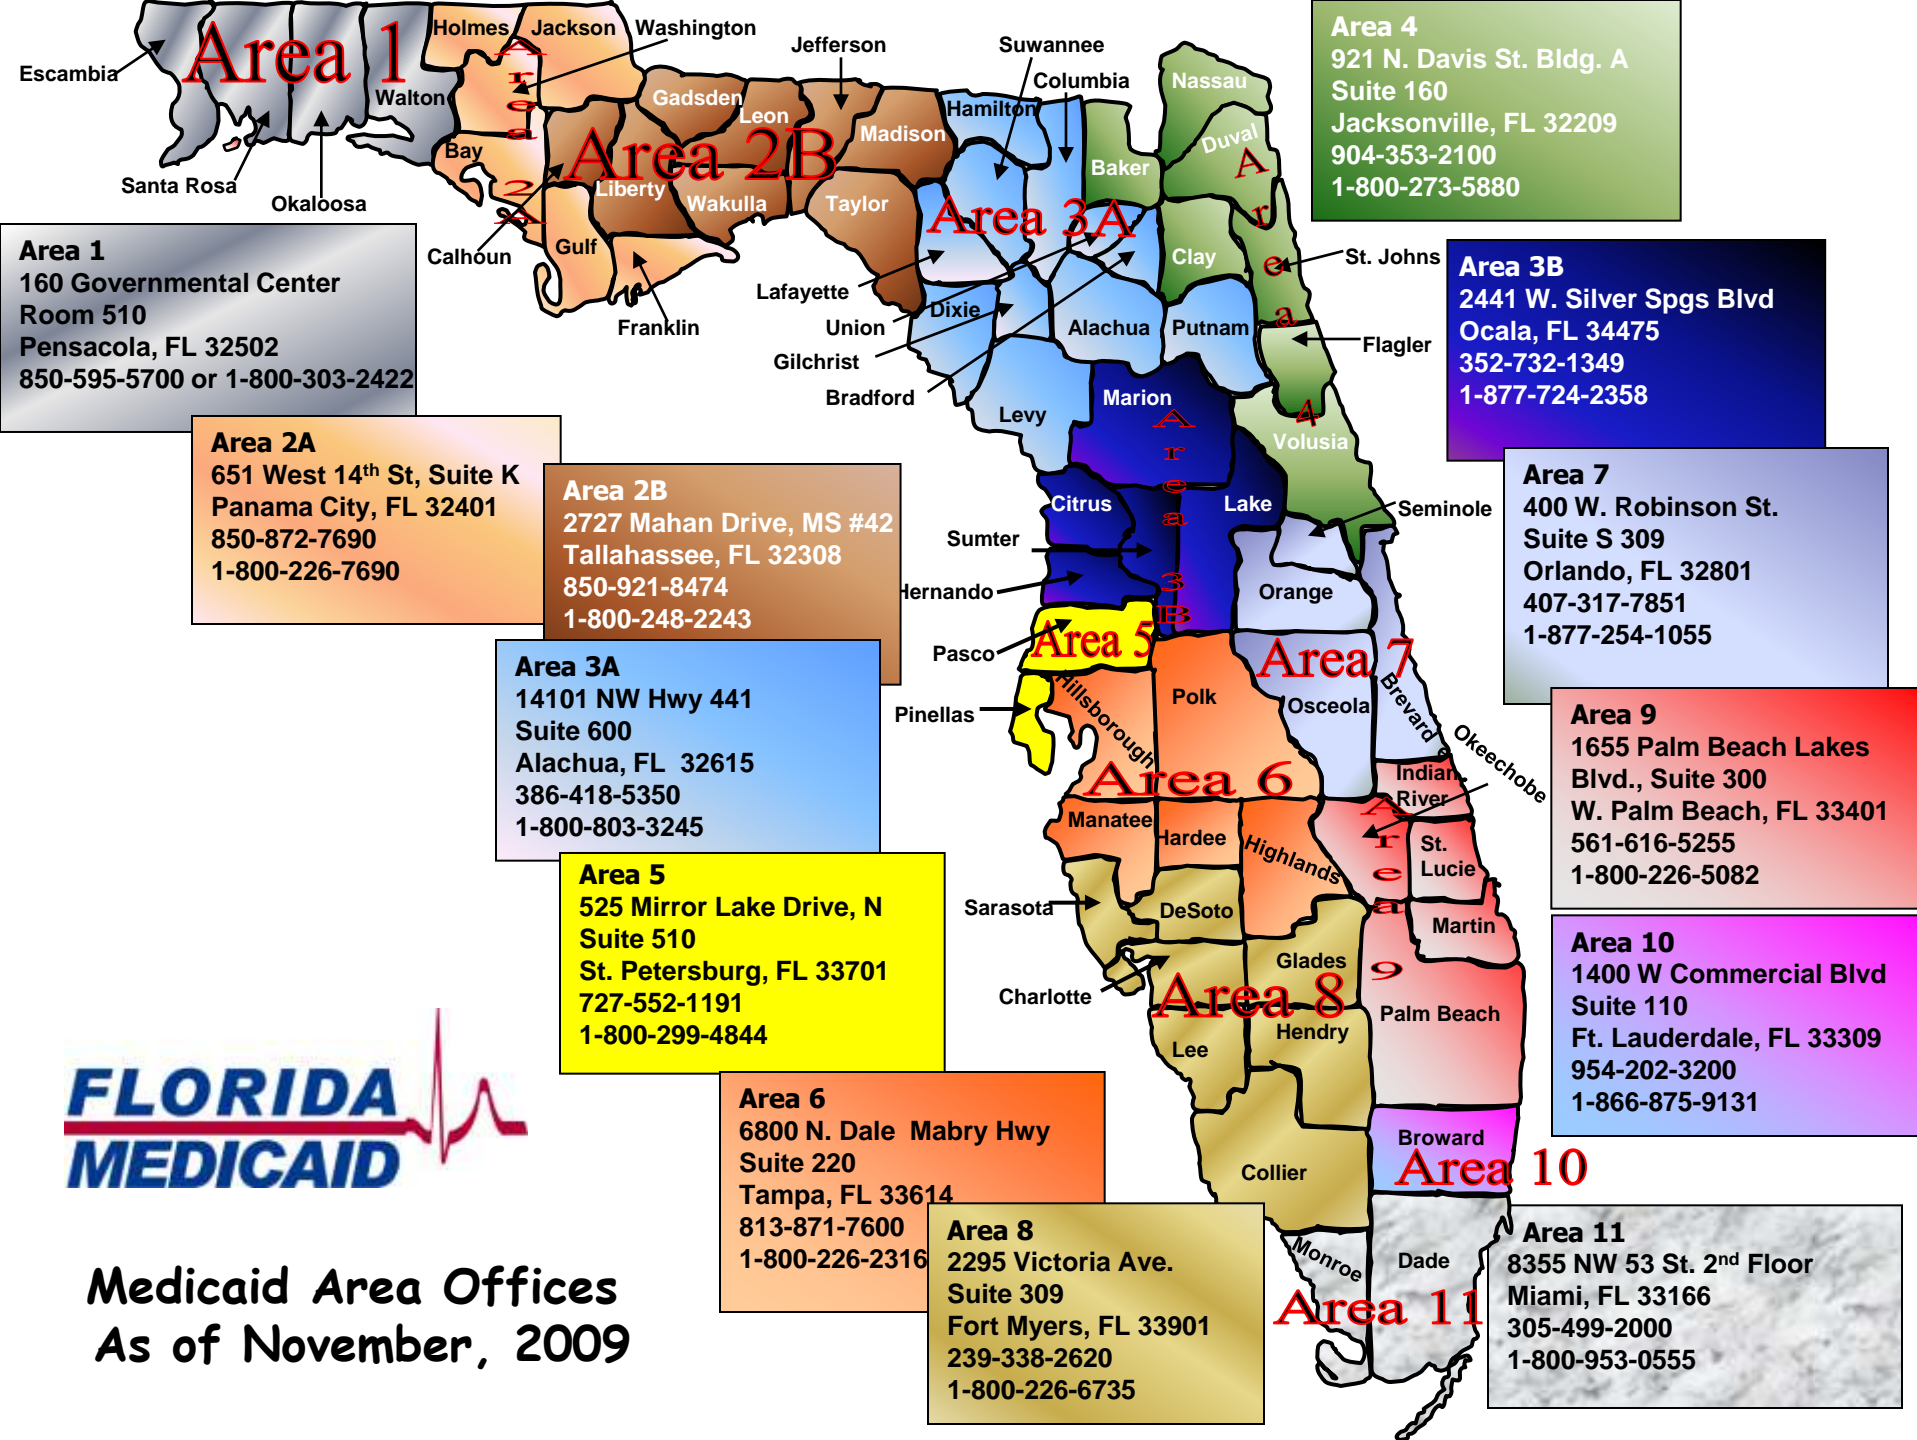 Holmes
Jackson
Washington
Jefferson
Suwannee
Columbia
Escambia
Area 1
Walton
Area 2A
Gadsden
Leon
Madison
Hamilton
Nassau
Duval
Baker
Bay
Santa Rosa
Okaloosa
Area 2B
Liberty
Wakulla
Taylor
Area 3A
Clay
Area 4
St. Johns
Calhoun
Gulf
Franklin
Lafayette
Union
Gilchrist
Bradford
Dixie
Alachua
Putnam
Flagler
Levy
Marion
Volusia
Area 3B
Citrus
Lake
Seminole
Sumter
Hernando
Orange
Pasco
Area 5
Area 7
Pinellas
Hillsborough
Polk
Osceola
Brevard
e
Okeechobe
Area 6
Indian
River
Manatee
Hardee
Highlands
Area 9
St.
Lucie
Sarasota
DeSoto
Martin
Charlotte
Glades
Area 8
Palm Beach
Lee
Hendry
Collier
Broward
Area 10
Monroe
Dade
Area 11
Area 4
921 N. Davis St. Bldg. A
Suite 160
Jacksonville, FL 32209
904-353-2100
1-800-273-5880
Area 1
160 Governmental Center
Room 510
Pensacola, FL 32502
850-595-5700 or 1-800-303-2422
Area 3B
2441 W. Silver Spgs Blvd
Ocala, FL 34475
352-732-1349
1-877-724-2358
Area 2A
651 West 14th St, Suite K
Panama City, FL 32401
850-872-7690
1-800-226-7690
Area 2B
2727 Mahan Drive, MS #42
Tallahassee, FL 32308
850-921-8474
1-800-248-2243
Area 7
400 W. Robinson St.
Suite S 309
Orlando, FL 32801
407-317-7851
1-877-254-1055
Area 3A
14101 NW Hwy 441
Suite 600
Alachua, FL 32615
386-418-5350
1-800-803-3245
Area 9
1655 Palm Beach Lakes
Blvd., Suite 300
W. Palm Beach, FL 33401
561-616-5255
1-800-226-5082
Area 5
525 Mirror Lake Drive, N
Suite 510
St. Petersburg, FL 33701
727-552-1191
1-800-299-4844
Area 10
1400 W Commercial Blvd
Suite 110
Ft. Lauderdale, FL 33309
954-202-3200
1-866-875-9131
Area 6
6800 N. Dale Mabry Hwy
Suite 220
Tampa, FL 33614
813-871-7600
1-800-226-2316
Area 8
2295 Victoria Ave.
Suite 309
Fort Myers, FL 33901
239-338-2620
1-800-226-6735
Area 11
8355 NW 53 St. 2nd Floor
Miami, FL 33166
305-499-2000
1-800-953-0555
FLORIDA
MEDICAID
Medicaid Area Offices
As of November, 2009